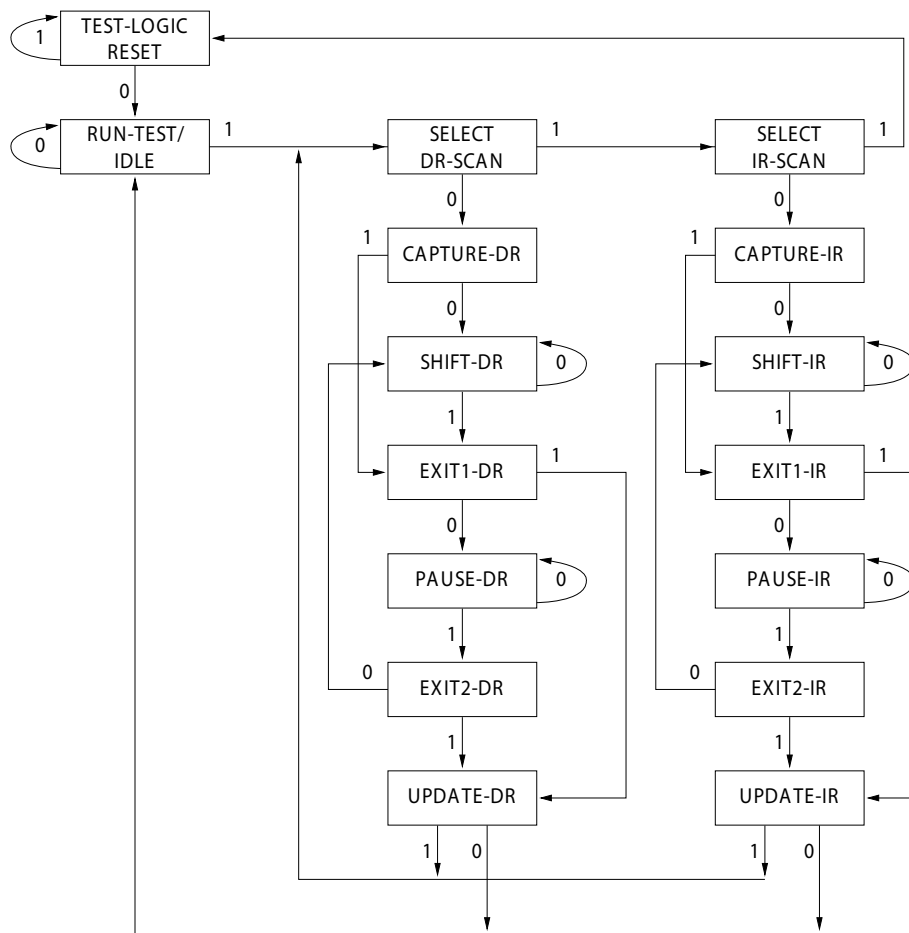 TEST-LOGIC
RESET
1
0
RUN-TEST/
IDLE
0
1
SELECT
DR-SCAN
1
SELECT
IR-SCAN
1
0
0
1
CAPTURE-DR
1
CAPTURE-IR
0
0
SHIFT-DR
0
SHIFT-IR
0
1
1
EXIT1-DR
1
EXIT1-IR
1
0
0
PAUSE-DR
0
PAUSE-IR
0
1
1
0
EXIT2-DR
0
EXIT2-IR
1
1
UPDATE-DR
UPDATE-IR
1
0
1
0